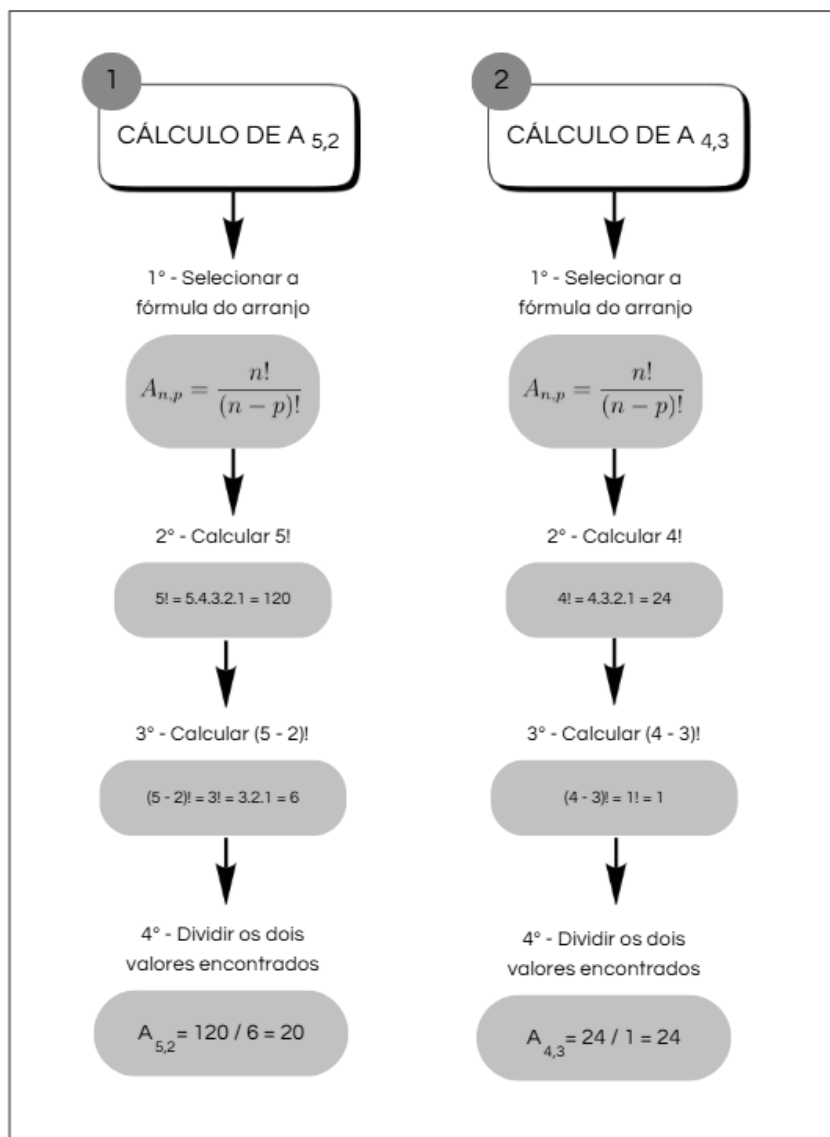 1
CÁLCULO DE A 5,2
1° - Selecionar a
fórmula do arranjo
A_{n,p} = \frac{n!}{(n-p)!}
2° - Calcular 5!
5! = 5.4.3.2.1 = 120
3° - Calcular (5 - 2)!
(5 - 2)! = 3! = 3.2.1 = 6
4° - Dividir os dois
valores encontrados
A 5,2 = 120 / 6 = 20
2
CÁLCULO DE A 4,3
1° - Selecionar a
fórmula do arranjo
A_{n,p} = \frac{n!}{(n-p)!}
2° - Calcular 4!
4! = 4.3.2.1 = 24
3° - Calcular (4 - 3)!
(4 - 3)! = 1! = 1
4° - Dividir os dois
valores encontrados
A 4,3 = 24 / 1 = 24